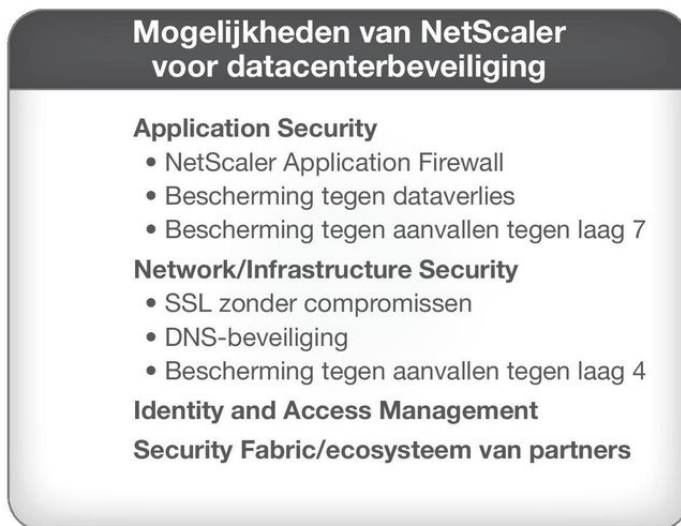 Mogelijkheden van NetScaler
voor datacenterbeveiliging
Application Security
• NetScaler Application Firewall
• Bescherming tegen dataverlies
• Bescherming tegen aanvallen tegen laag 7
Network/Infrastructure Security
• SSL zonder compromissen
• DNS-beveiliging
• Bescherming tegen aanvallen tegen laag 4
Identity and Access Management
Security Fabric/ecosysteem van partners